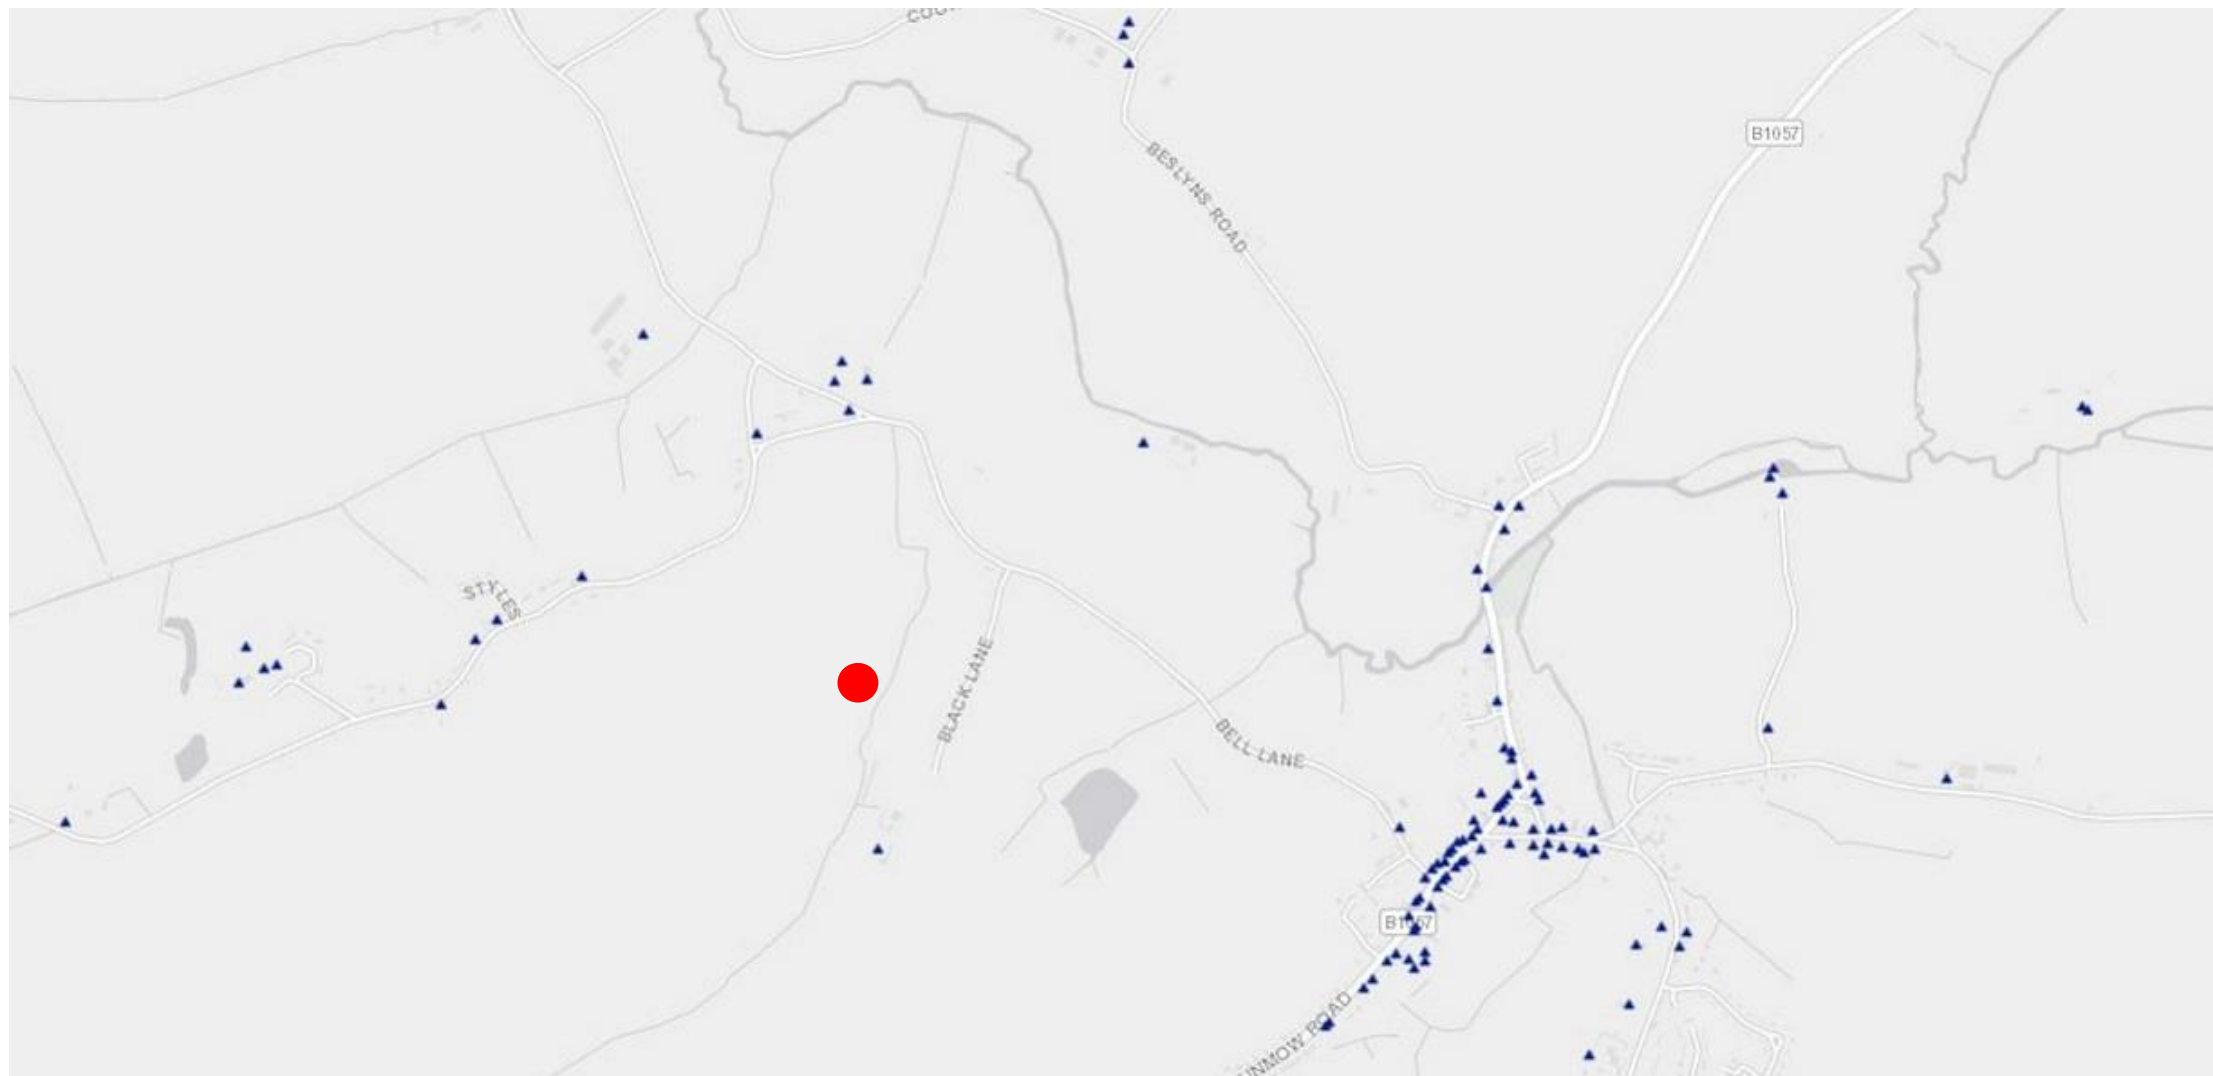 B1057
BESLYNS ROAD
STYLES
BLACK LANE
BELL LANE
B1057